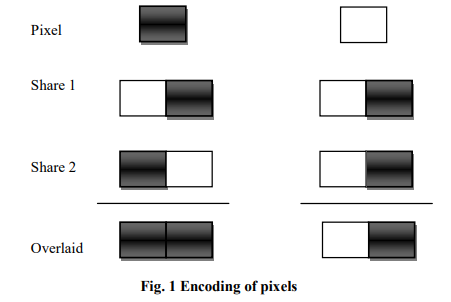 Pixel
Share 1
Share 2
Overlaid
Fig. 1 Encoding of pixels